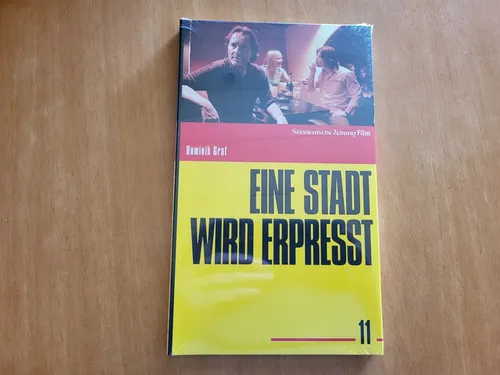 Süddeutsche Zeitung Film
Dominik Graf
EINE STADT
WIRD ERPRESST
11